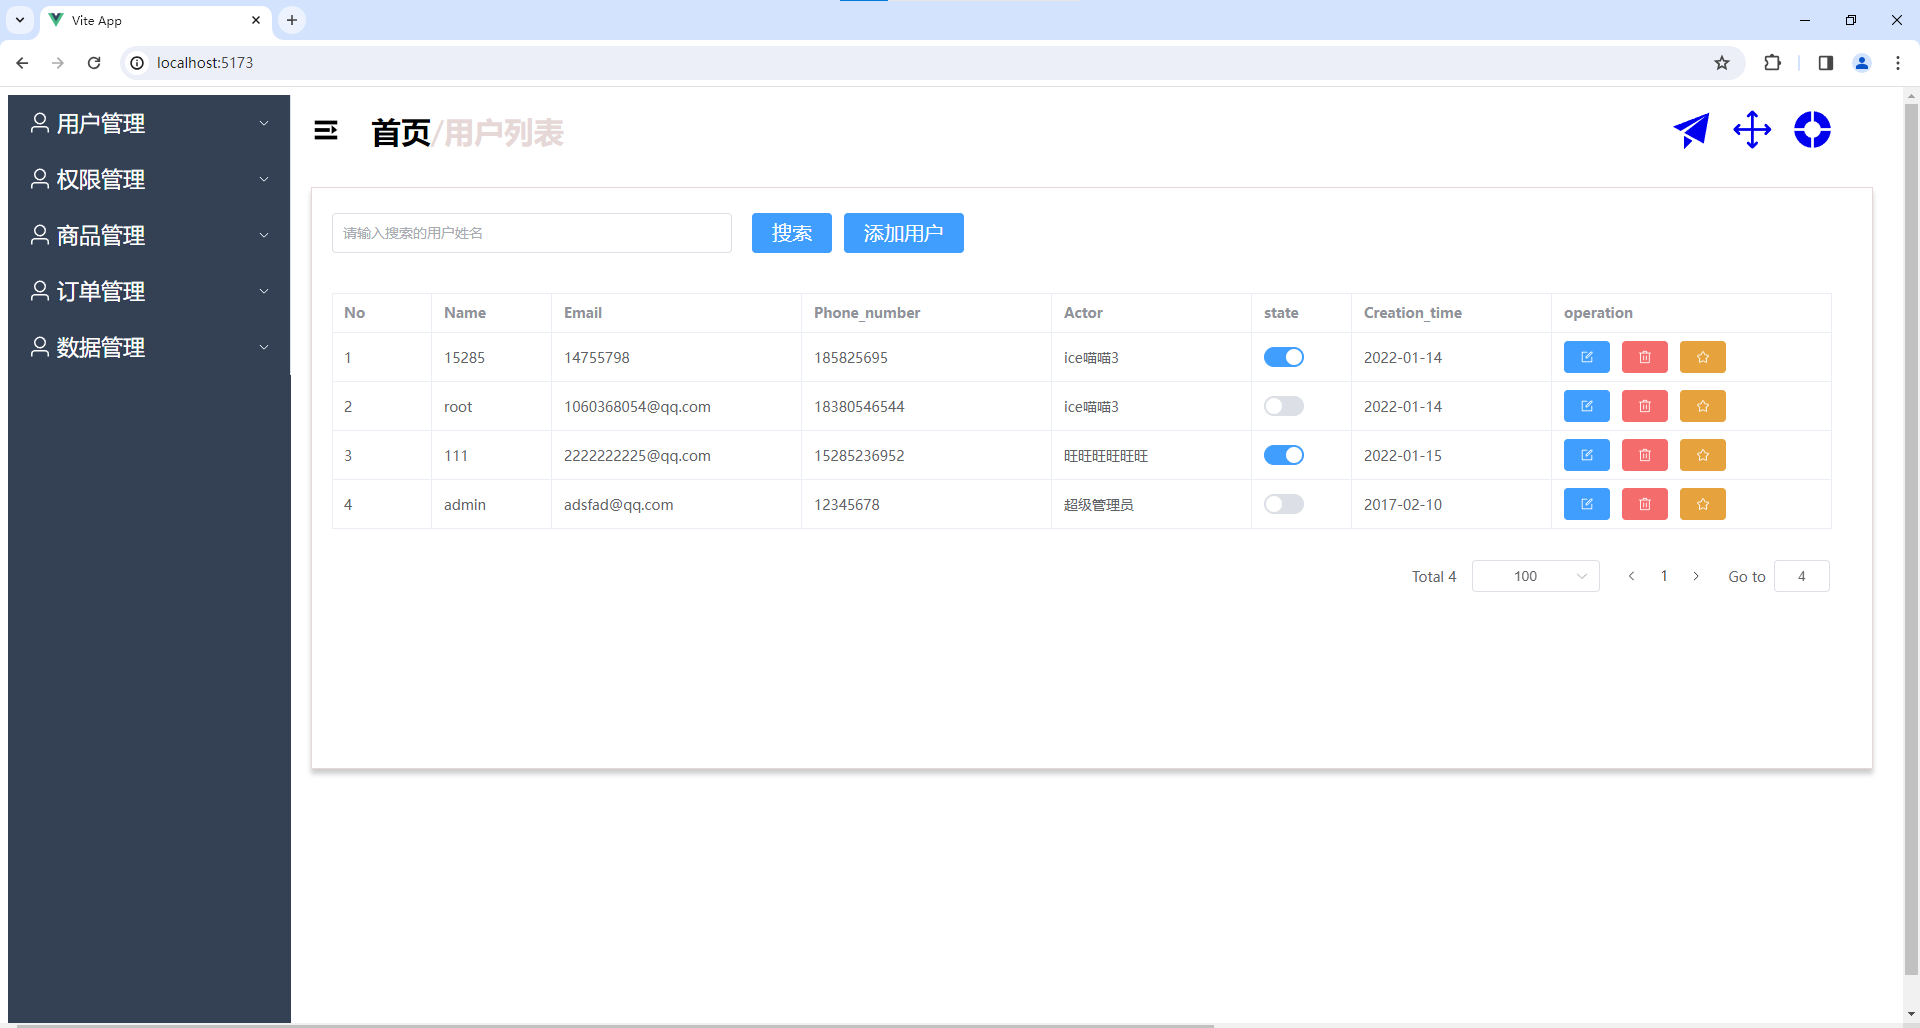 Vite App
localhost:5173
用户管理
权限管理
商品管理
订单管理
数据管理
首页/用户列表
请输入搜索的用户姓名 搜索 添加用户
No Name Email Phone_number Actor state Creation_time operation
1 15285 14755798 185825695 ice喵喵3 2022-01-14
2 root 1060368054@qq.com 18380546544 ice喵喵3 2022-01-14
3 111 2222222225@qq.com 15285236952 旺旺旺旺旺旺 2022-01-15
4 admin adsfad@qq.com 12345678 超级管理员 2017-02-10
Total 4 100 1 Go to 4